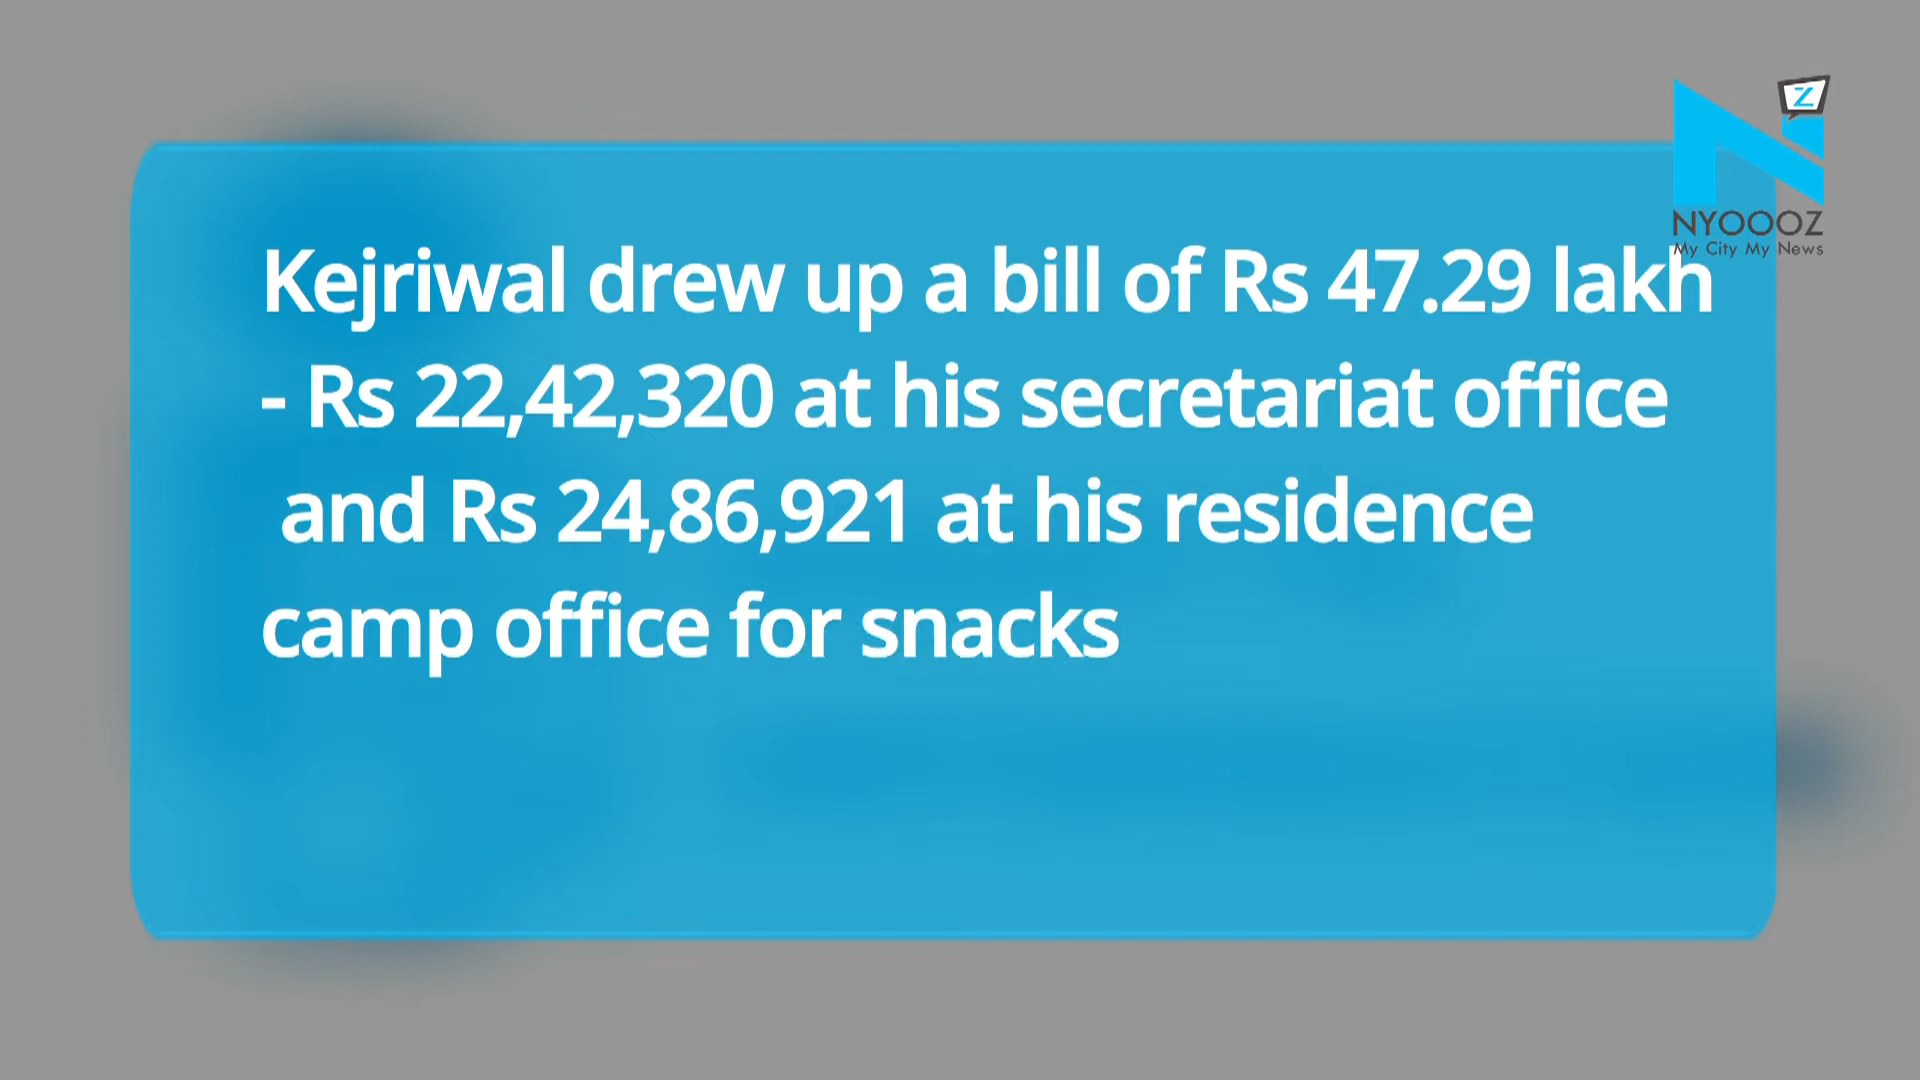 Z
NYOOOZ
My City My News
Kejriwal drew up a bill of Rs 47.29 lakh
- Rs 22,42,320 at his secretariat office
and Rs 24,86,921 at his residence
camp office for snacks